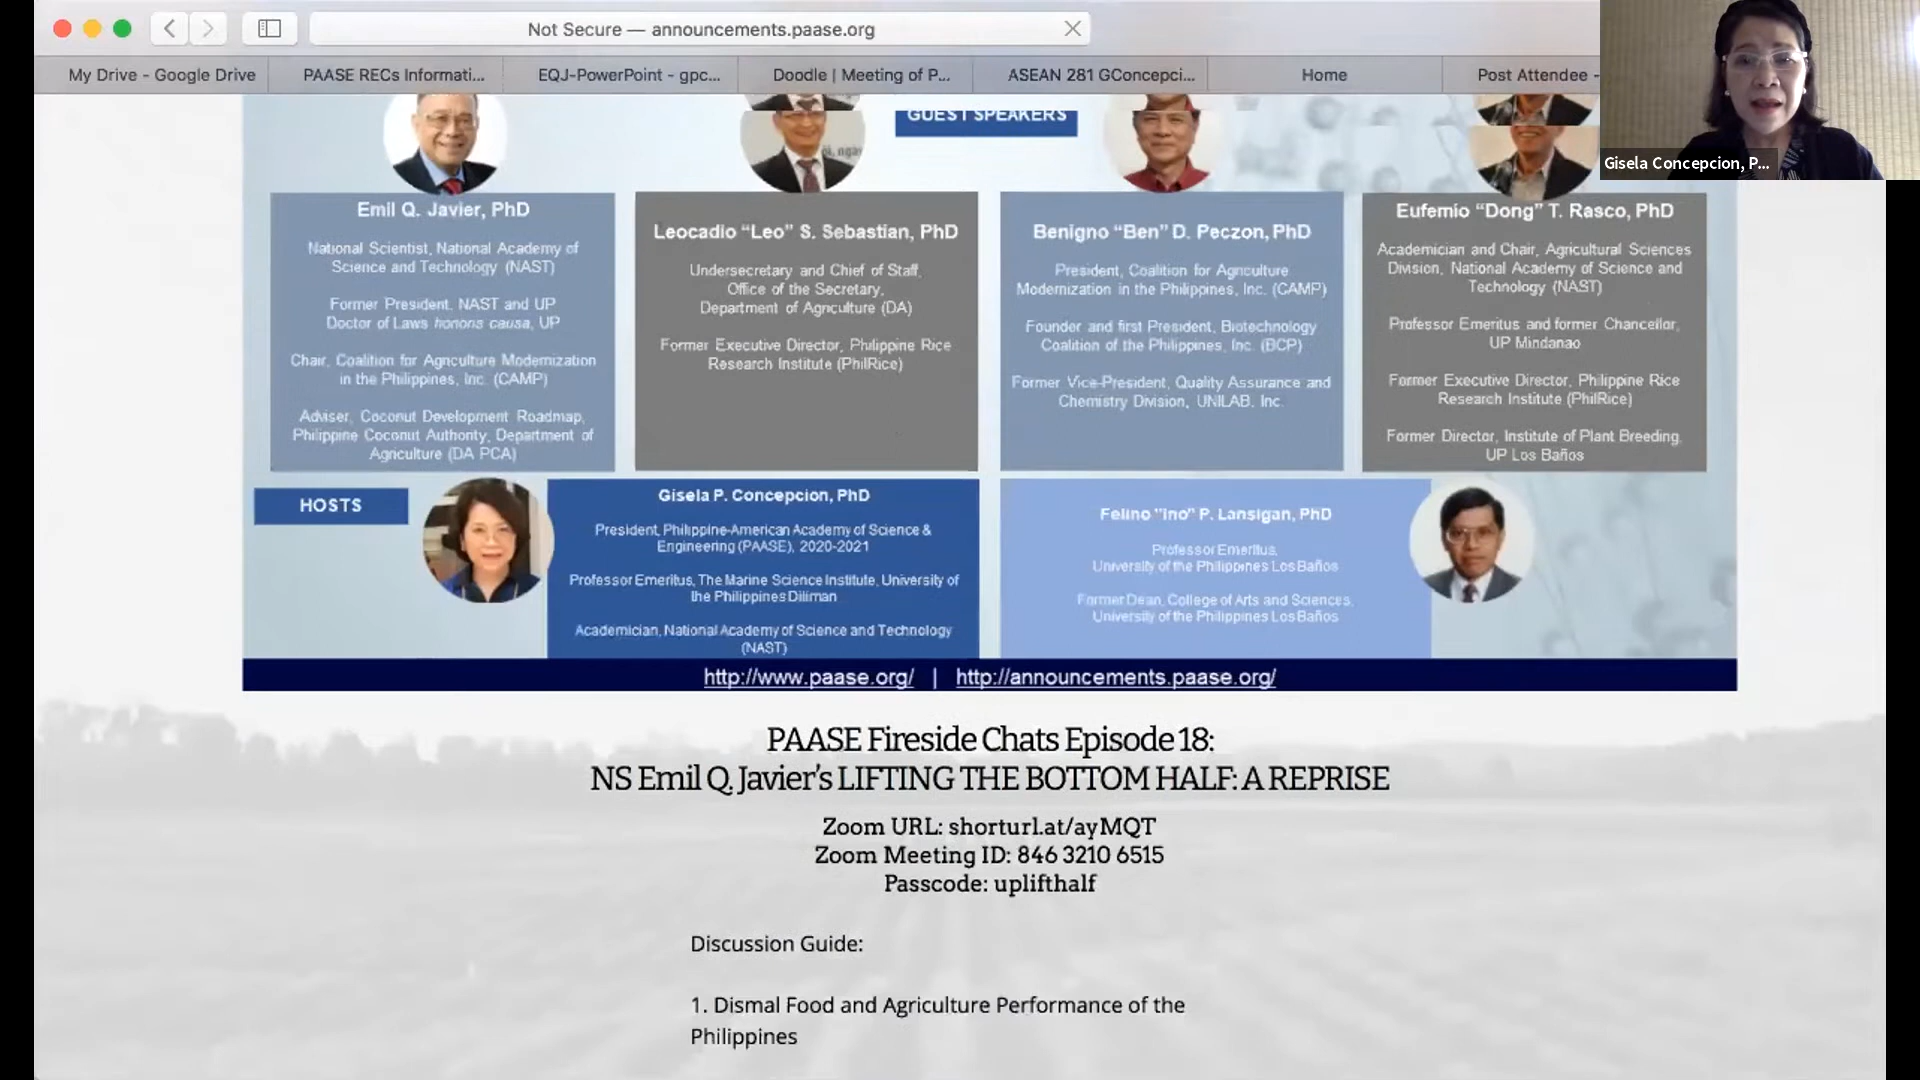 Not Secure — announcements.paase.org
My Drive - Google Drive
PAASE RECs Informati...
EQJ-PowerPoint - gpc...
Doodle | Meeting of P...
ASEAN 281 GConcepci...
Home
Post Attendee -
Gisela Concepcion, P...
GUEST SPEAKERS
Emil Q. Javier, PhD
National Scientist, National Academy of
Science and Technology (NAST)
Former President, NAST and UP
Doctor of Laws honoris causa, UP
Chair, Coalition for Agriculture Modernization
in the Philippines, Inc. (CAMP)
Adviser, Coconut Development Roadmap,
Philippine Coconut Authority, Department of
Agriculture (DA PCA)
Leocadio “Leo” S. Sebastian, PhD
Undersecretary and Chief of Staff,
Office of the Secretary,
Department of Agriculture (DA)
Former Executive Director, Philippine Rice
Research Institute (PhilRice)
Benigno “Ben” D. Peczon, PhD
President, Coalition for Agriculture
Modernization in the Philippines, Inc. (CAMP)
Founder and first President, Biotechnology
Coalition of the Philippines, Inc. (BCP)
Former Vice-President, Quality Assurance and
Chemistry Division, UNILAB, Inc.
Eufemio “Dong” T. Rasco, PhD
Academician and Chair, Agricultural Sciences
Division, National Academy of Science and
Technology (NAST)
Professor Emeritus and former Chancellor,
UP Mindanao
Former Executive Director, Philippine Rice
Research Institute (PhilRice)
Former Director, Institute of Plant Breeding,
UP Los Baños
HOSTS
Gisela P. Concepcion, PhD
President, Philippine-American Academy of Science &
Engineering (PAASE), 2020-2021
Professor Emeritus, The Marine Science Institute, University of
the Philippines Diliman
Academician, National Academy of Science and Technology
(NAST)
Felino "Ino" P. Lansigan, PhD
Professor Emeritus,
University of the Philippines Los Baños
Former Dean, College of Arts and Sciences,
University of the Philippines Los Baños
http://www.paase.org/ | http://announcements.paase.org/
PAASE Fireside Chats Episode 18:
NS Emil Q. Javier’s LIFTING THE BOTTOM HALF: A REPRISE
Zoom URL: shorturl.at/ayMQT
Zoom Meeting ID: 846 3210 6515
Passcode: uplifthalf
Discussion Guide:
1. Dismal Food and Agriculture Performance of the
Philippines